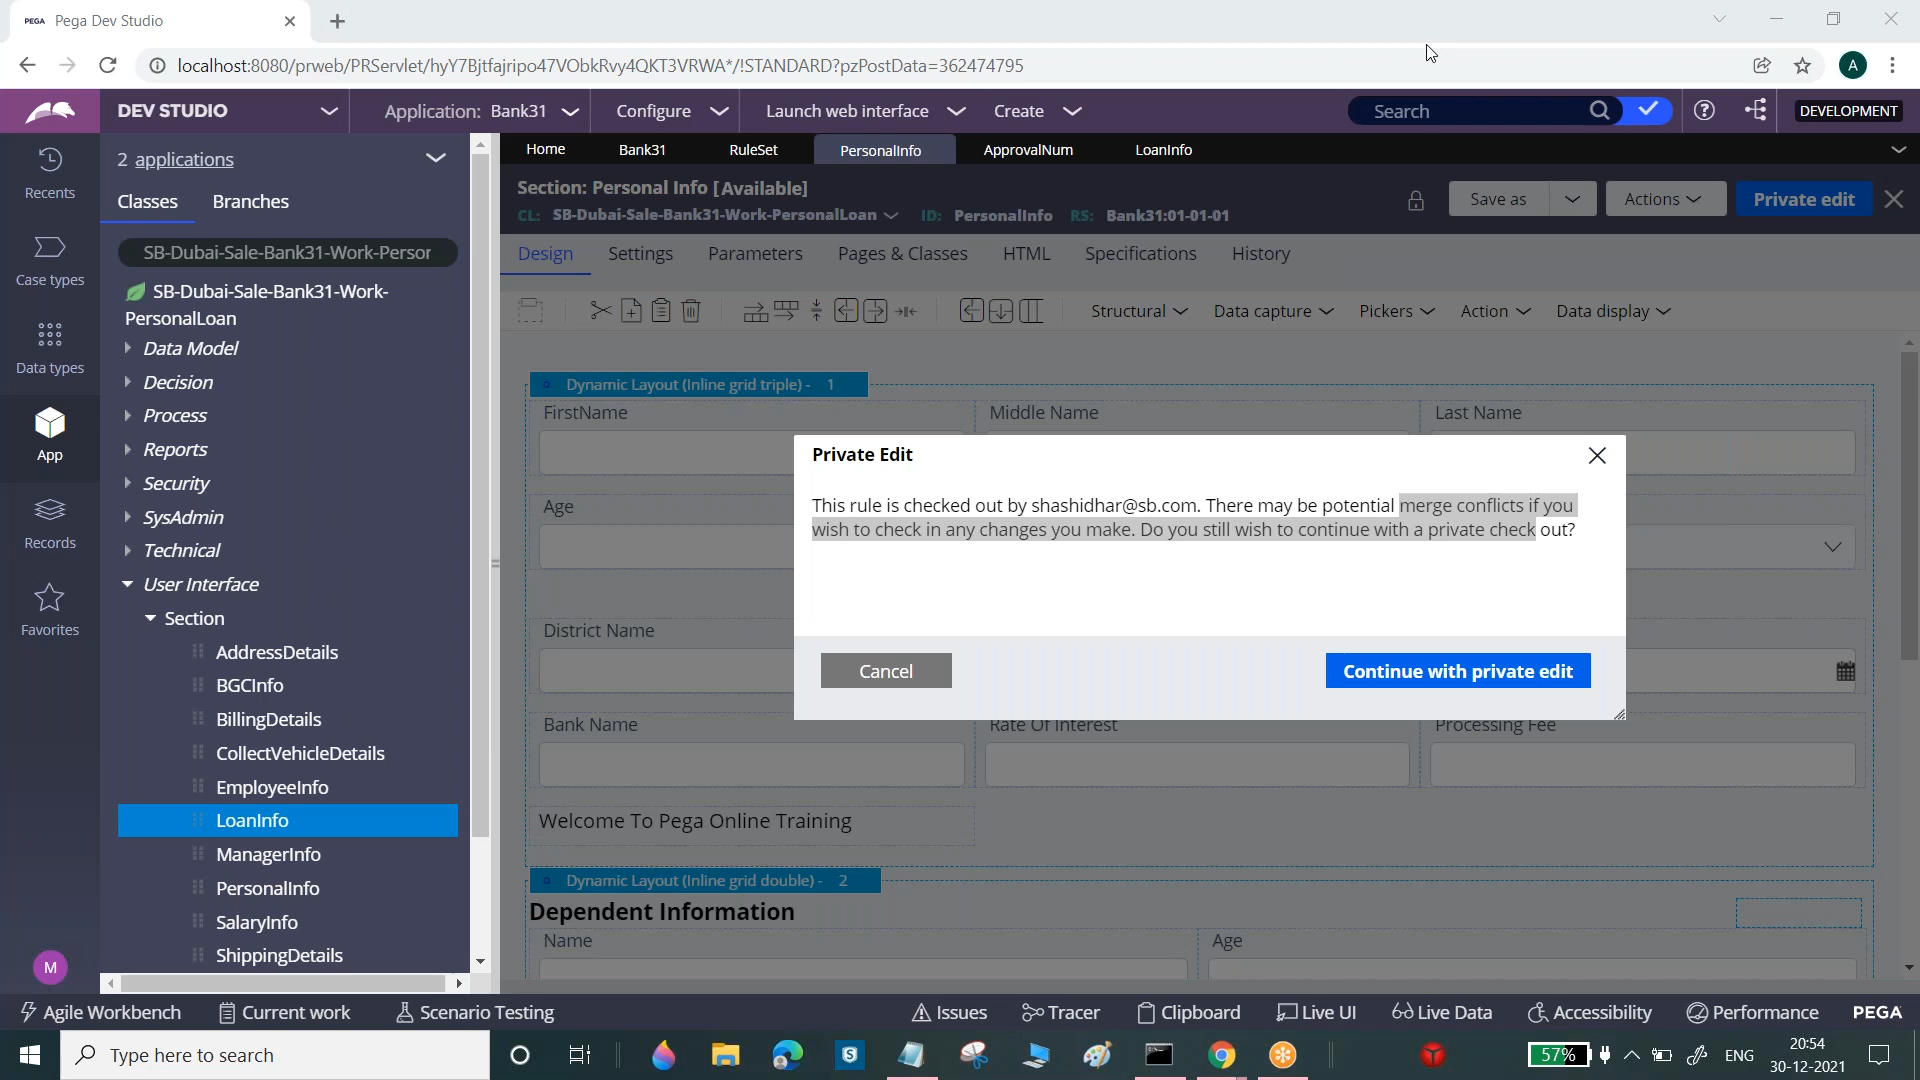 PEGA Pega Dev Studio
localhost:8080/prweb/PRServlet/hyY7Bjtfajripo47VObkRvy4QKT3VRWA*/!STANDARD?pzPostData=362474795
A
DEV STUDIO
Application: Bank31
Configure
Launch web interface
Create
Search
DEVELOPMENT
Recents
Case types
Data types
App
Records
Favorites
M
2 applications
Classes Branches
SB-Dubai-Sale-Bank31-Work-Persor
SB-Dubai-Sale-Bank31-Work-
PersonalLoan
Data Model
Decision
Process
Reports
Security
SysAdmin
Technical
User Interface
Section
AddressDetails
BGCInfo
BillingDetails
CollectVehicleDetails
EmployeeInfo
LoanInfo
ManagerInfo
PersonalInfo
SalaryInfo
ShippingDetails
Home Bank31 RuleSet PersonalInfo ApprovalNum LoanInfo
Section: Personal Info [Available]
CL: SB-Dubai-Sale-Bank31-Work-PersonalLoan ID: PersonalInfo RS: Bank31:01-01-01
Save as
Actions
Private edit
Design Settings Parameters Pages & Classes HTML Specifications History
Structural Data capture Pickers Action Data display
Dynamic Layout (Inline grid triple) - 1
FirstName Middle Name Last Name
Age
District Name
Bank Name Rate Of Interest Processing Fee
Welcome To Pega Online Training
Dynamic Layout (Inline grid double) - 2
Dependent Information
Name Age
Private Edit
This rule is checked out by shashidhar@sb.com. There may be potential merge conflicts if you
wish to check in any changes you make. Do you still wish to continue with a private check out?
Cancel
Continue with private edit
Agile Workbench Current work Scenario Testing Issues Tracer Clipboard Live UI Live Data Accessibility Performance PEGA
Type here to search
S
57%
ENG
20:54
30-12-2021